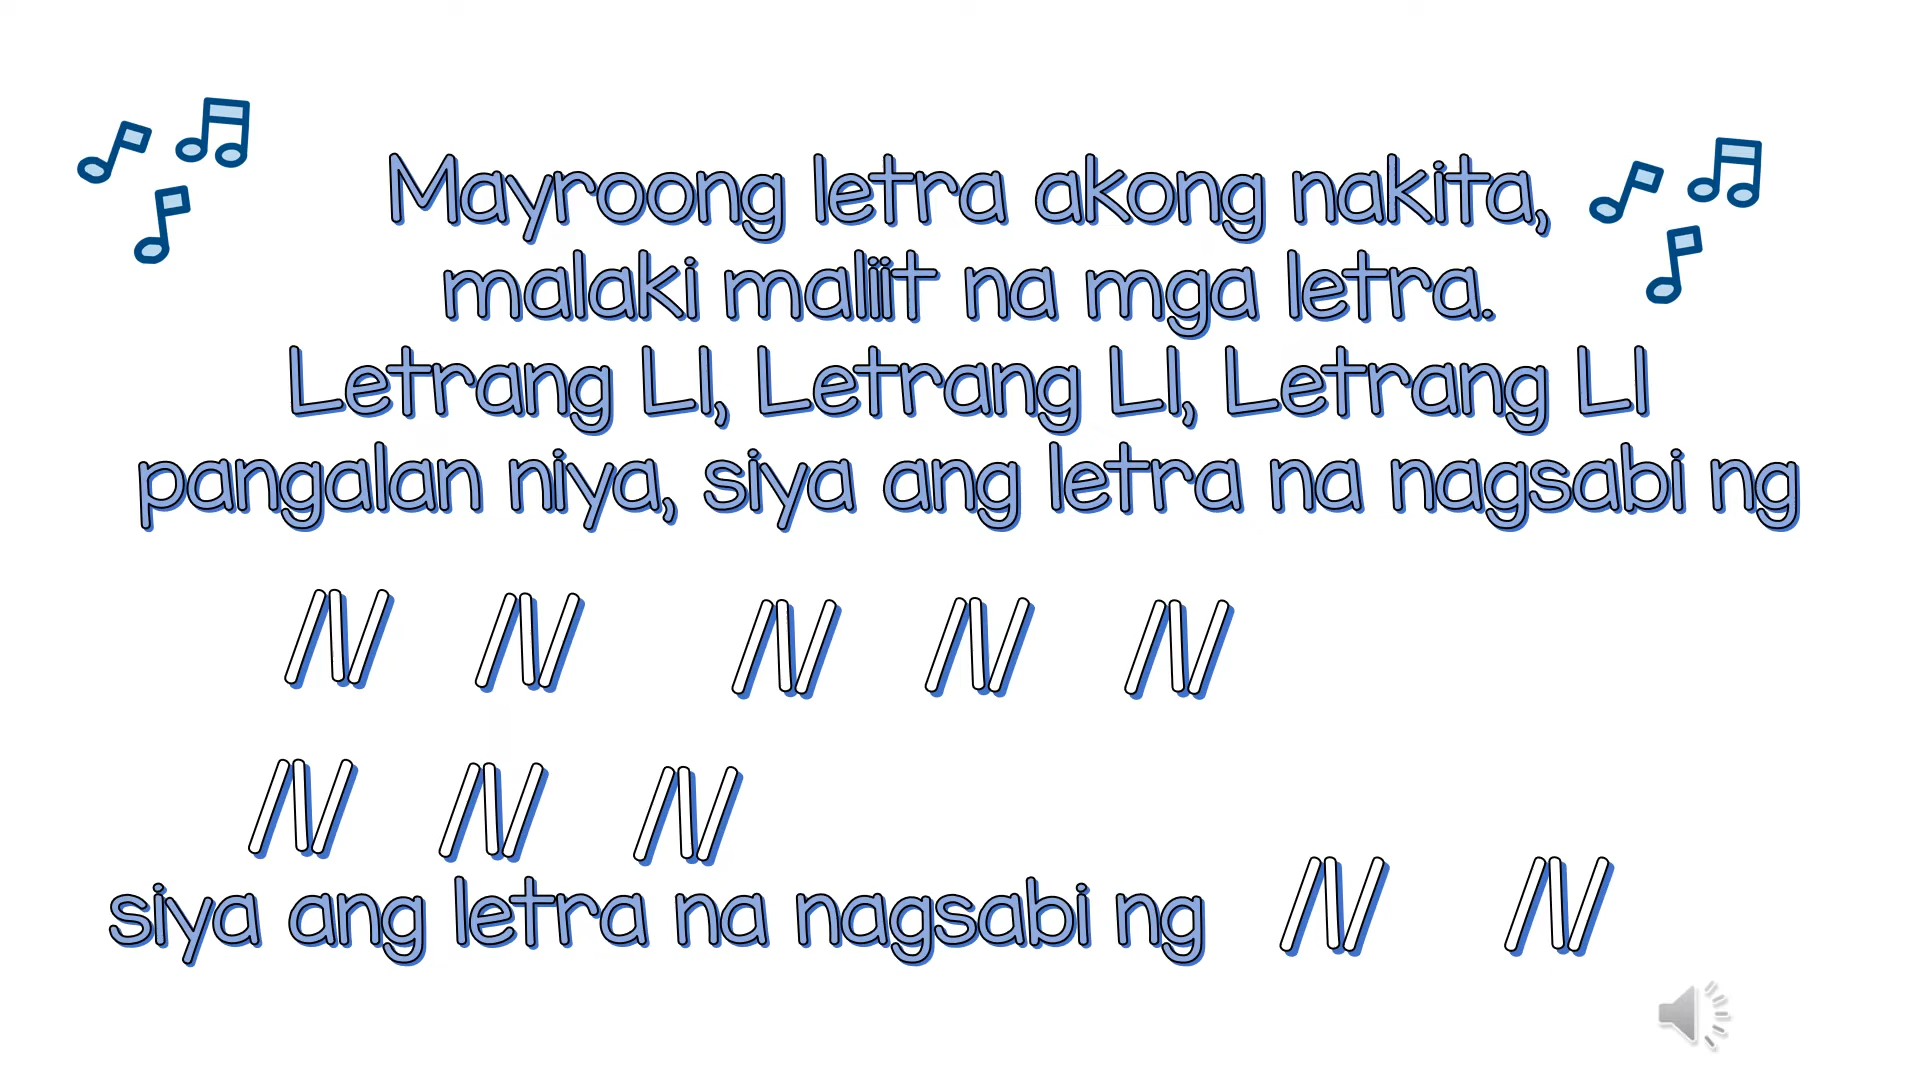 Mayroong letra akong nakita,
malaki maliit na mga letra.
Letrang Ll, Letrang Ll, Letrang Ll
pangalan niya, siya ang letra na nagsabi ng
/l/ /l/ /l/ /l/ /l/
/l/ /l/ /l/
siya ang letra na nagsabi ng /l/ /l/